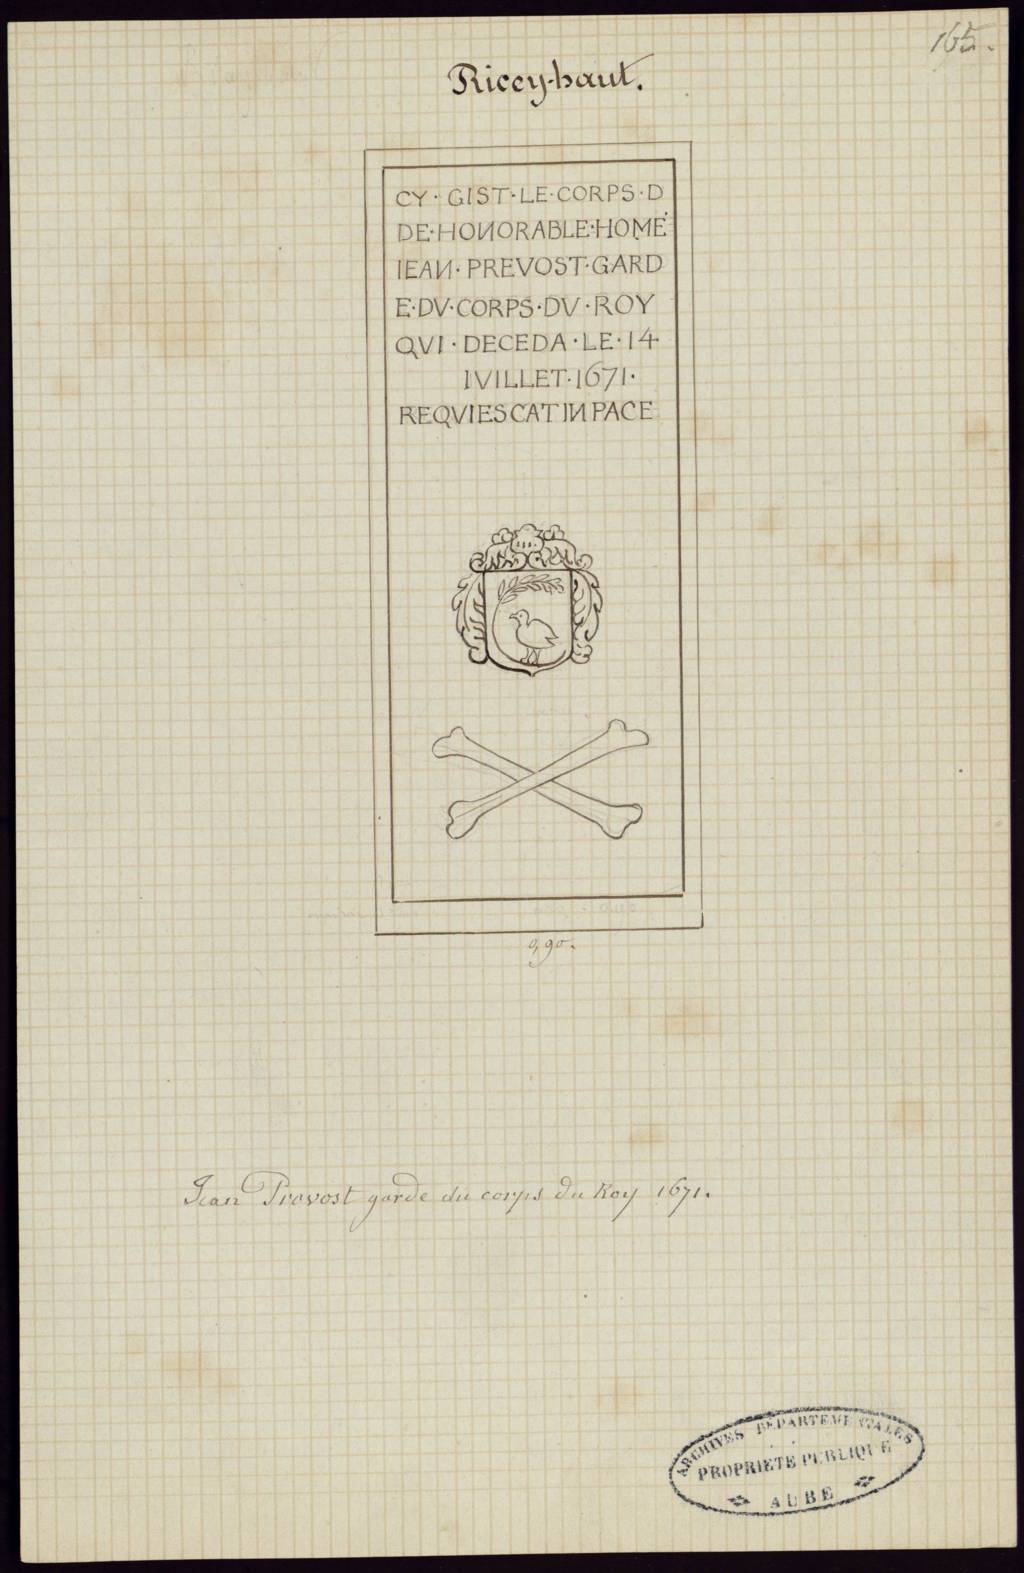 165.
Ricey-haut.
CY · GIST · LE · CORPS · D
DE · HONORABLE · HOME
IEAN · PREVOST · GARD
E · DV · CORPS · DV · ROY
QVI · DECEDA · LE · 14
IVILLET · 1671 ·
REQVIESCAT IN PACE
0,90.
Jean Prevost garde du corps du Roy 1671.
ARCHIVES DÉPARTEMENTALES
PROPRIÉTÉ PUBLIQUE
AUBE